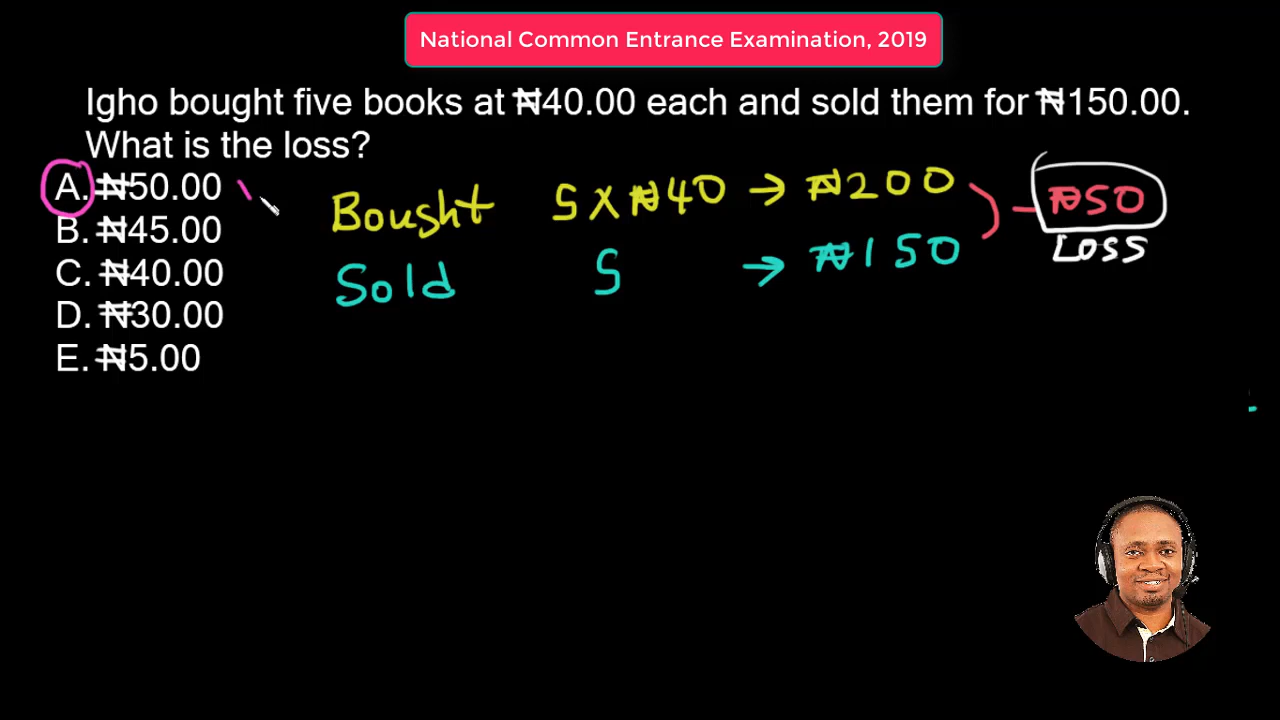 National Common Entrance Examination, 2019
Igho bought five books at ₦40.00 each and sold them for ₦150.00.
What is the loss?
A. ₦50.00
B. ₦45.00
C. ₦40.00
D. ₦30.00
E. ₦5.00
Bought 5 x ₦40 → ₦200
Sold 5 → ₦150
₦50
LOSS